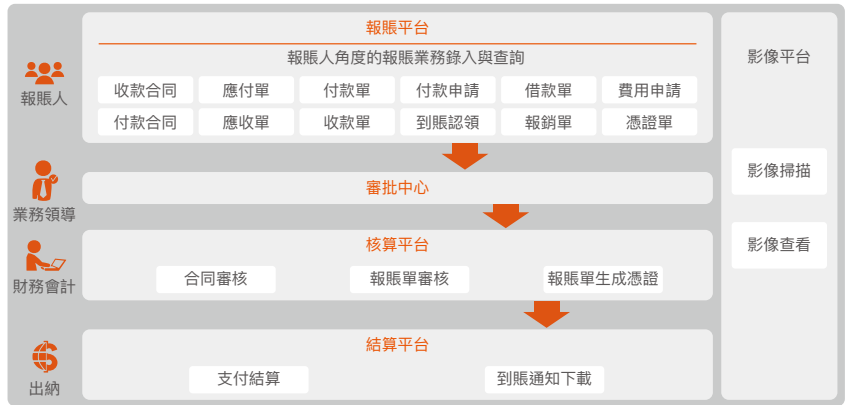 報賬平台
報賬人角度的報賬業務錄入與查詢
報賬人
收款合同 應付單 付款單 付款申請 借款單 費用申請
付款合同 應收單 收款單 到賬認領 報銷單 憑證單
業務領導
審批中心
財務會計
核算平台
合同審核 報賬單審核 報賬單生成憑證
出納
結算平台
支付結算 到賬通知下載
影像平台
影像掃描
影像查看